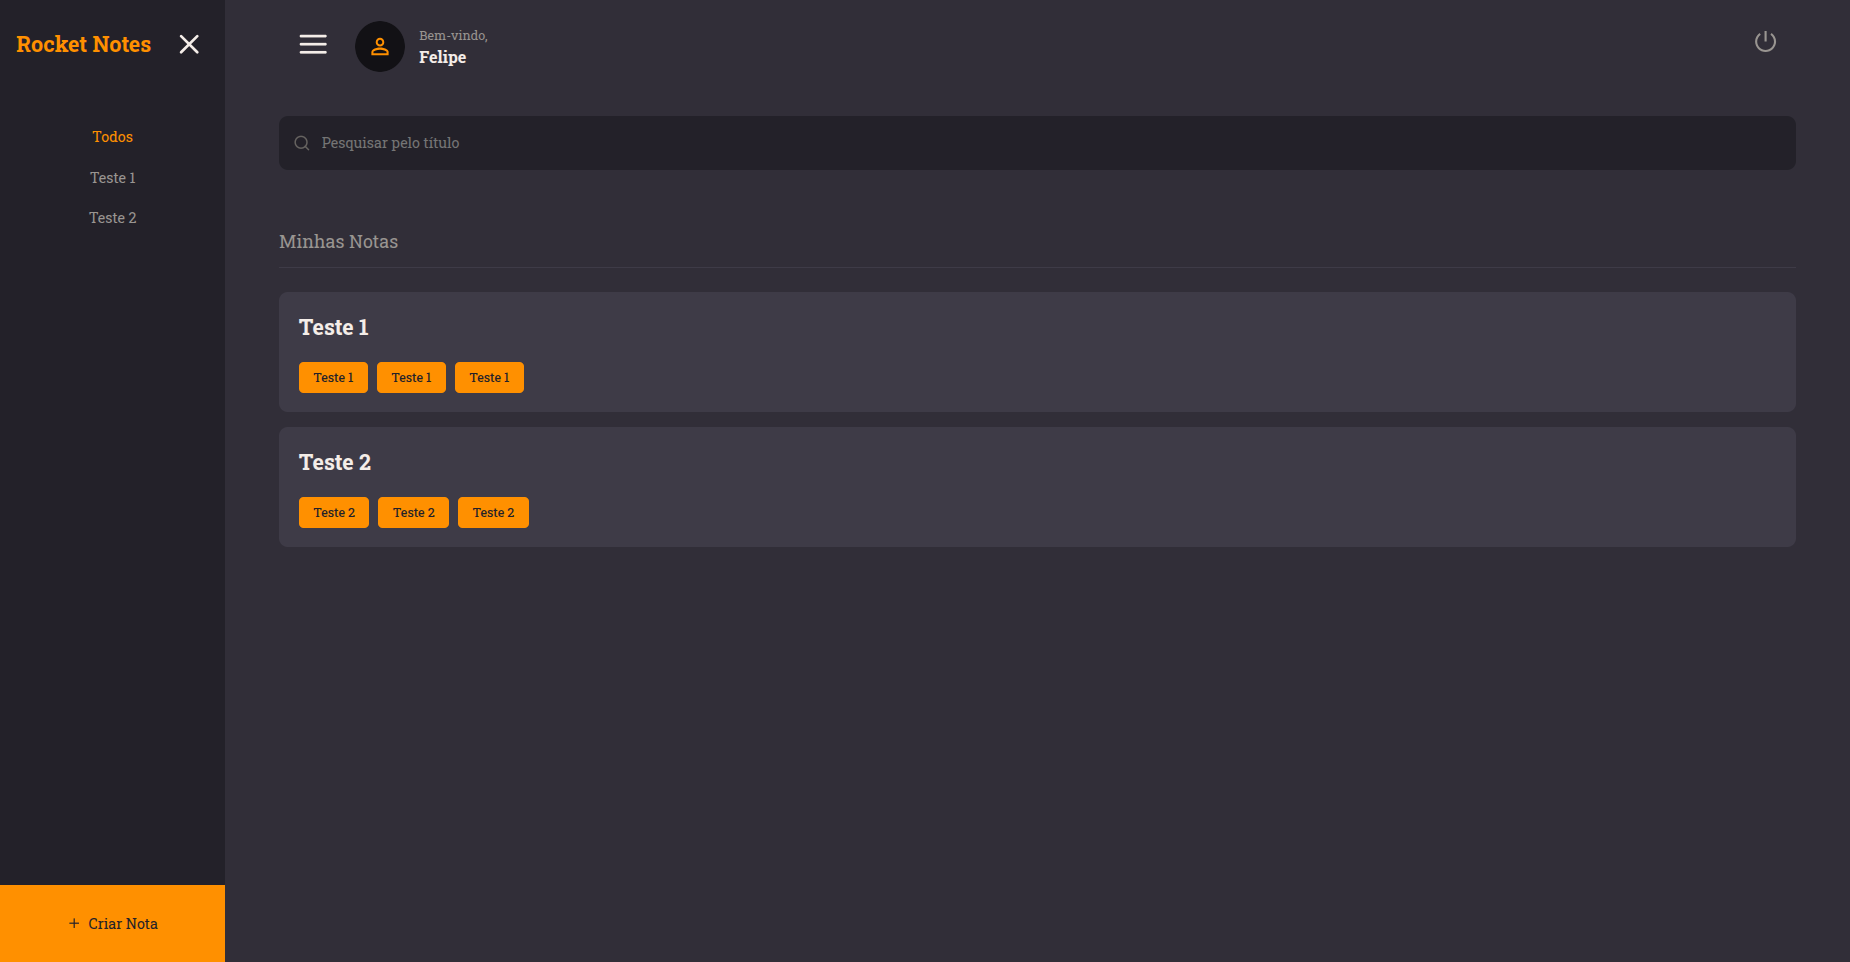 Rocket Notes
Todos
Teste 1
Teste 2
Criar Nota
Bem-vindo,
Felipe
Pesquisar pelo título
Minhas Notas
Teste 1
Teste 1 Teste 1 Teste 1
Teste 2
Teste 2 Teste 2 Teste 2